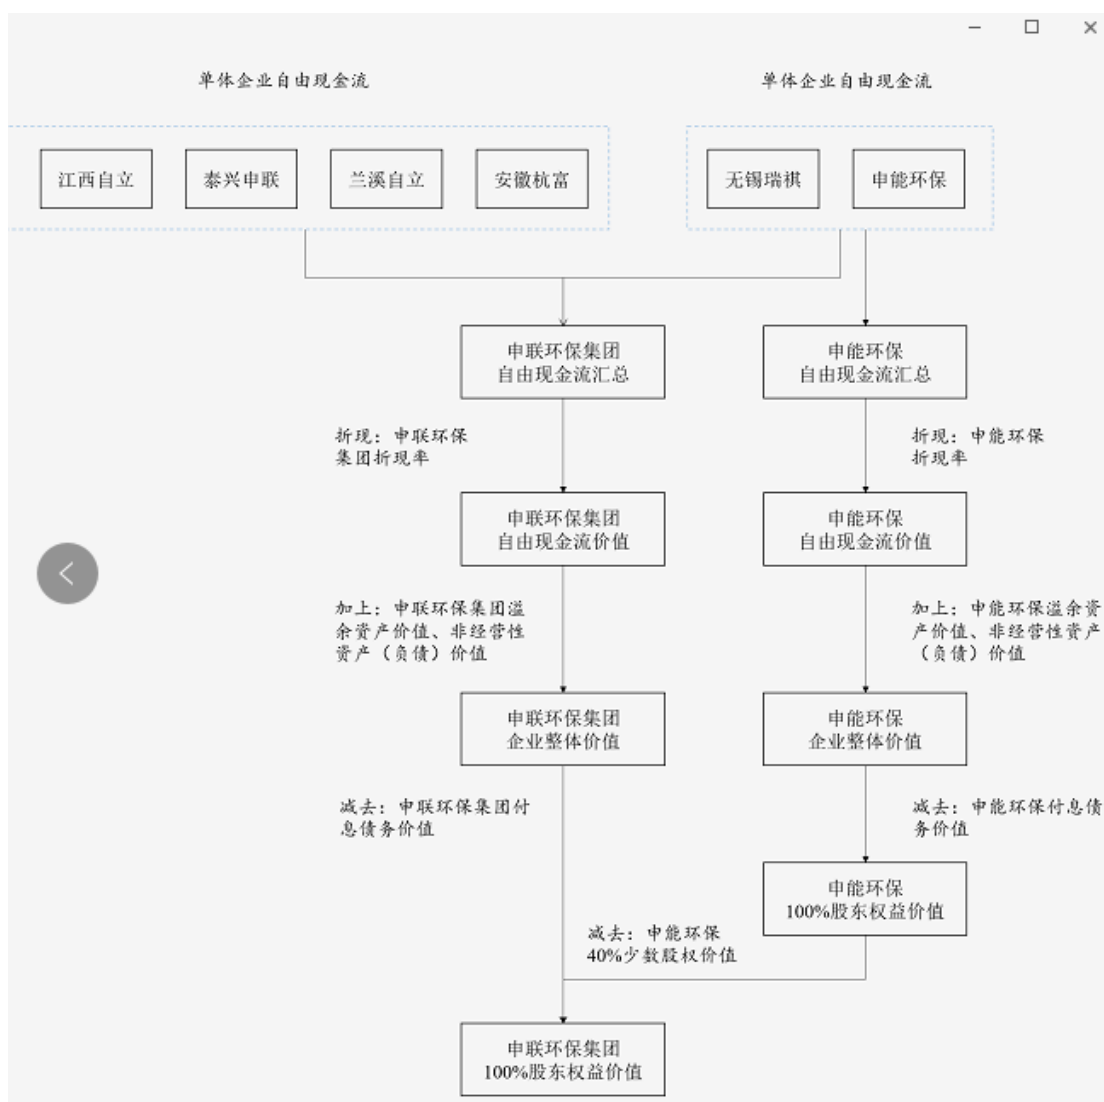 单体企业自由现金流
单体企业自由现金流
江西自立
泰兴申联
兰溪自立
安徽杭富
无锡瑞祺
申能环保
申联环保集团
自由现金流汇总
申能环保
自由现金流汇总
折现：申联环保
集团折现率
折现：申能环保
折现率
申联环保集团
自由现金流价值
申能环保
自由现金流价值
加上：申联环保集团溢
余资产价值、非经营性
资产（负债）价值
加上：申能环保溢余资
产价值、非经营性资产
（负债）价值
申联环保集团
企业整体价值
申能环保
企业整体价值
减去：申联环保集团付
息债务价值
减去：申能环保付息债
务价值
申能环保
100%股东权益价值
减去：申能环保
40%少数股权价值
申联环保集团
100%股东权益价值